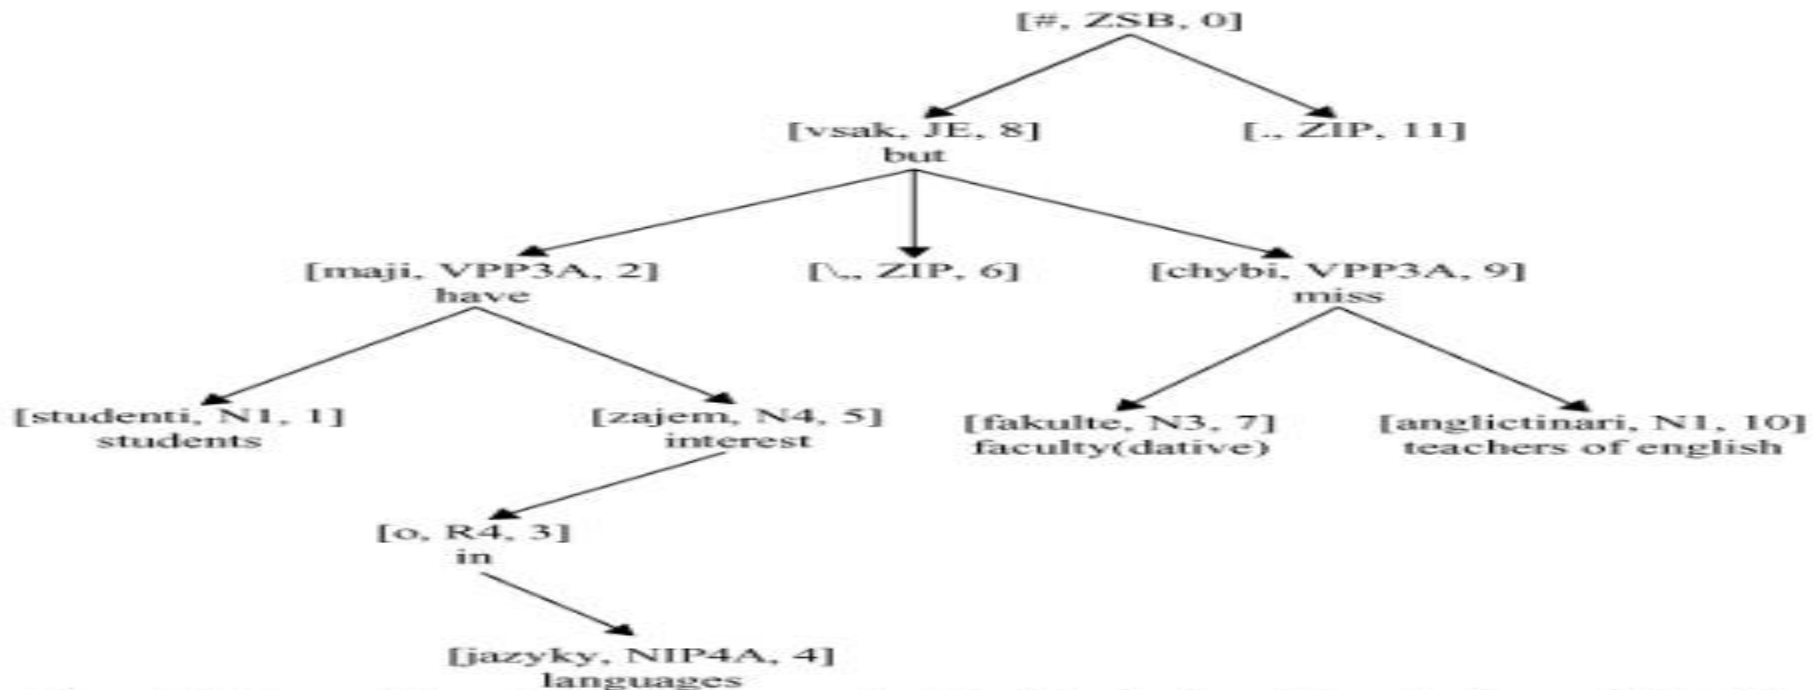 [#, ZSB, 0]
[vsak, JE, 8] [., ZIP, 11]
but
[maji, VPP3A, 2] [\,, ZIP, 6] [chybi, VPP3A, 9]
have miss
[studenti, N1, 1] [zajem, N4, 5] [fakulte, N3, 7] [anglictinari, N1, 10]
students interest faculty(dative) teachers of english
[o, R4, 3]
in
[jazyky, NIP4A, 4]
languages